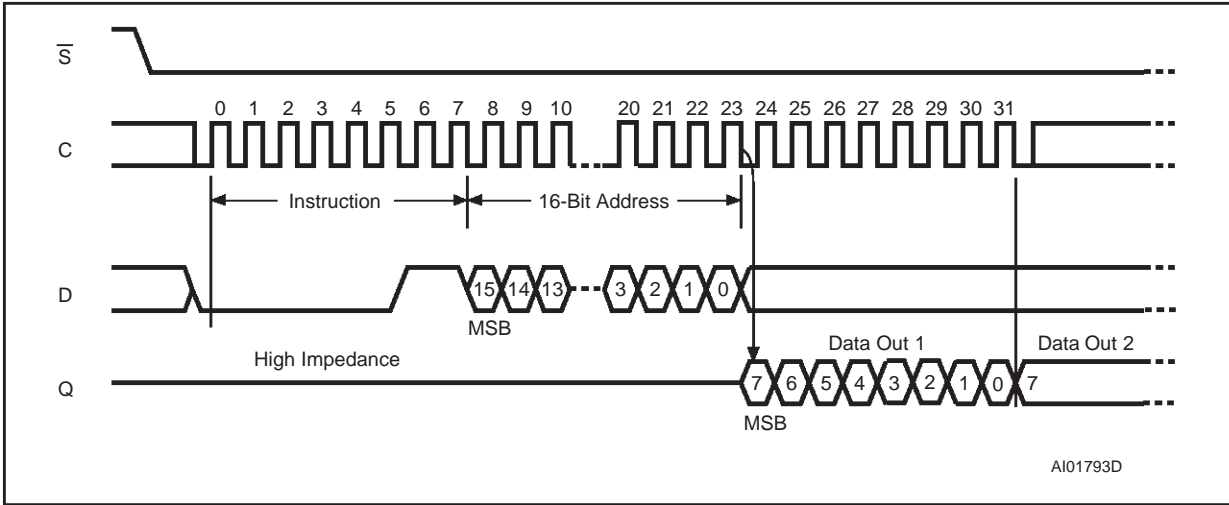 S̅
0 1 2 3 4 5 6 7 8 9 10 20 21 22 23 24 25 26 27 28 29 30 31
C
Instruction 16-Bit Address
D
15 14 13 3 2 1 0
MSB
High Impedance Data Out 1 Data Out 2
Q
7 6 5 4 3 2 1 0 7
MSB
AI01793D